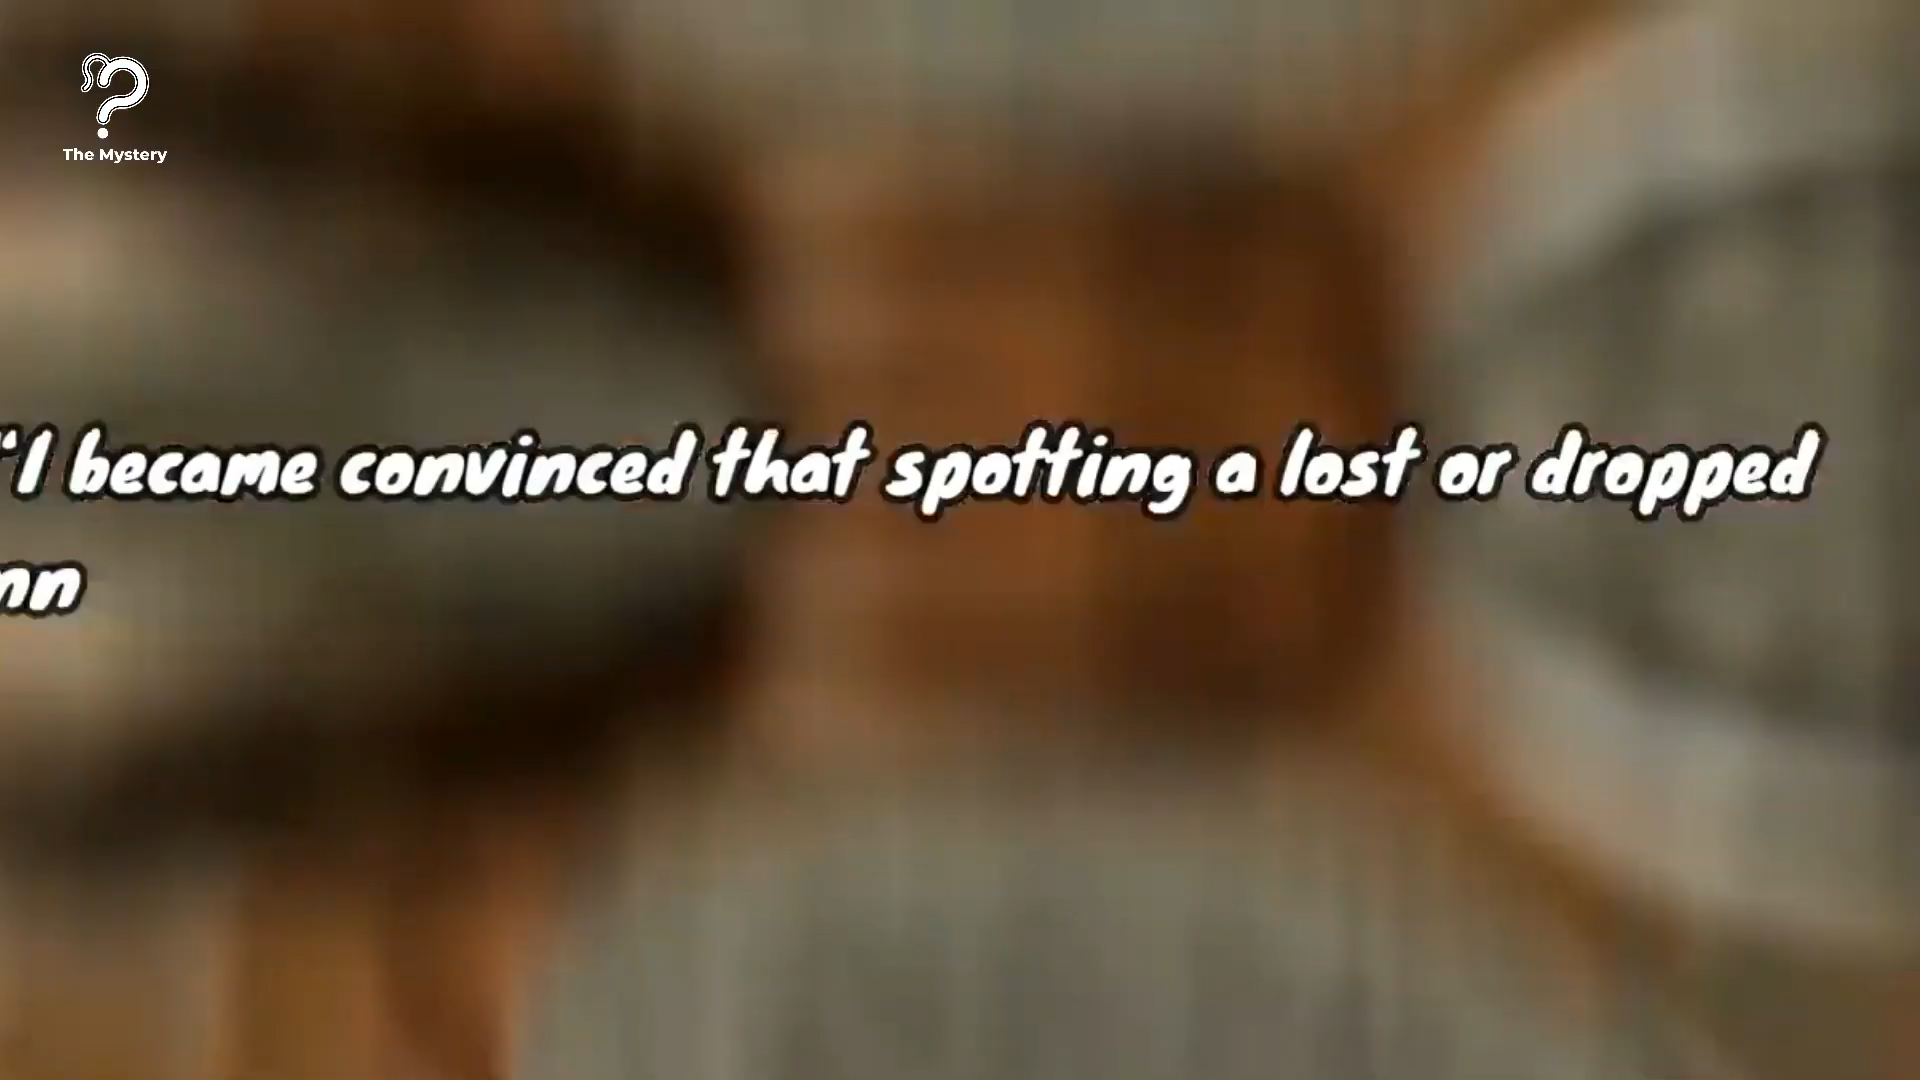 The Mystery
"I became convinced that spotting a lost or dropped
nn